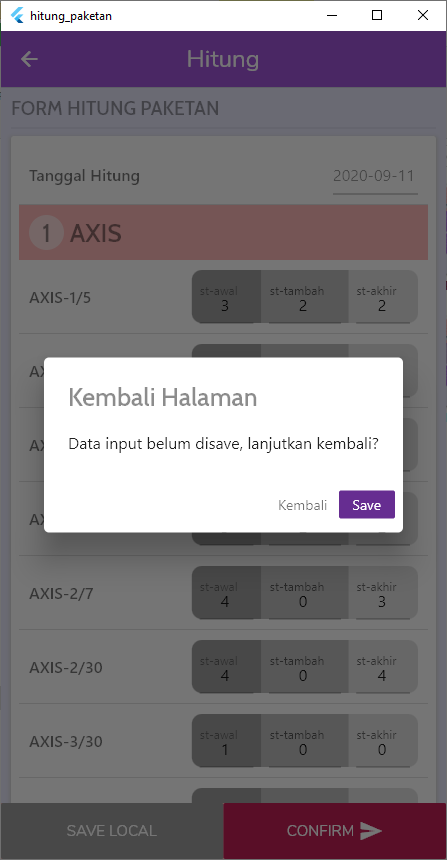 hitung_paketan
Hitung
FORM HITUNG PAKETAN
Tanggal Hitung 2020-09-11
1 AXIS
AXIS-1/5 st-awal 3 st-tambah 2 st-akhir 2
Kembali Halaman
Data input belum disave, lanjutkan kembali?
Kembali Save
AXIS-2/7 st-awal 4 st-tambah 0 st-akhir 3
AXIS-2/30 st-awal 4 st-tambah 0 st-akhir 4
AXIS-3/30 st-awal 1 st-tambah 0 st-akhir 0
SAVE LOCAL CONFIRM